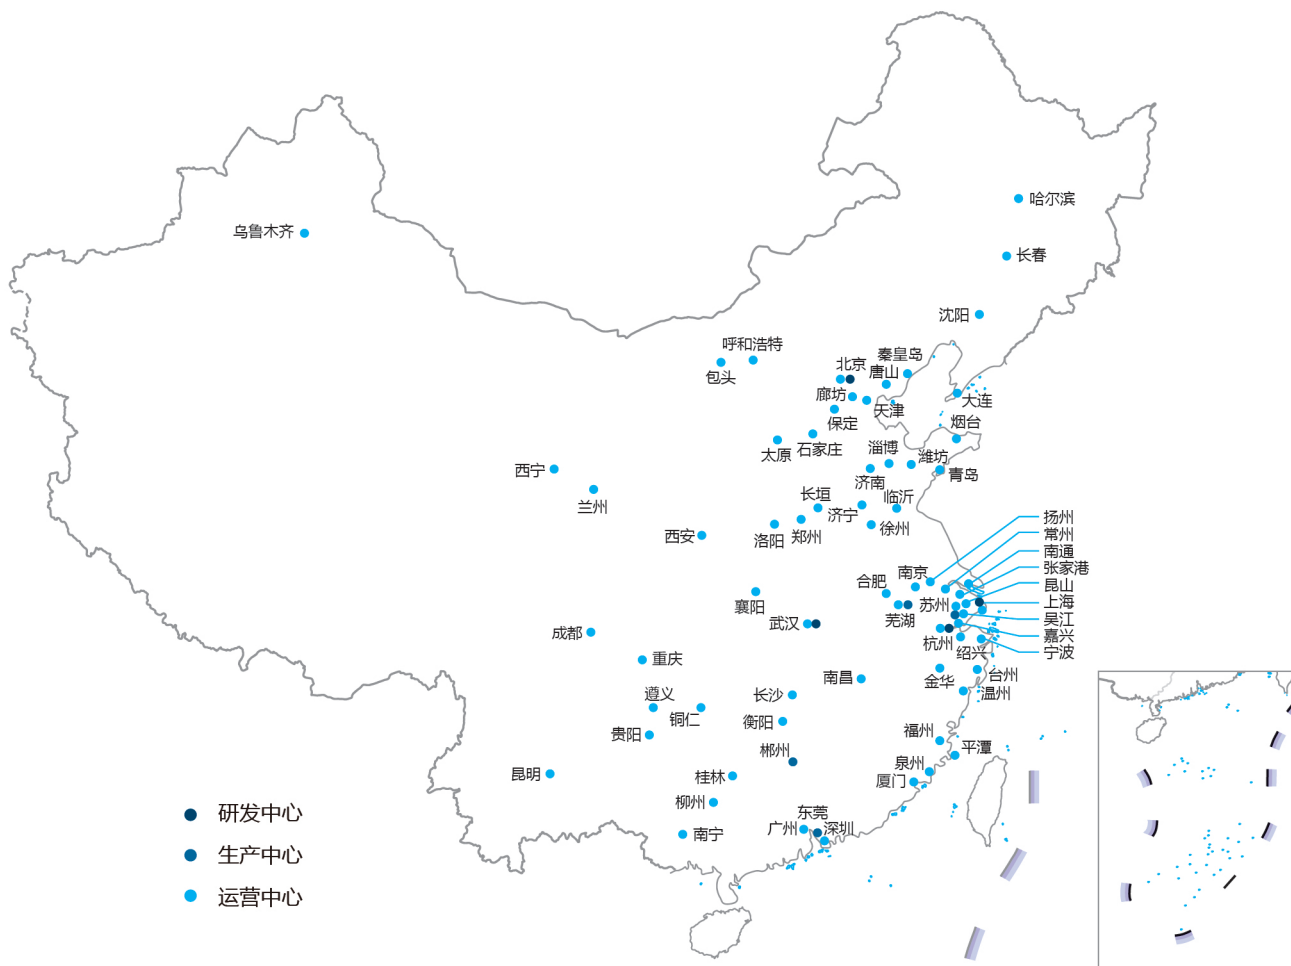 哈尔滨
乌鲁木齐
长春
沈阳
呼和浩特
包头
北京
秦皇岛
唐山
廊坊
天津
大连
保定
烟台
石家庄
太原
淄博
潍坊
济南
青岛
西宁
兰州
长垣
济宁
临沂
西安
洛阳
郑州
徐州
扬州
常州
南通
张家港
昆山
上海
吴江
嘉兴
宁波
南京
合肥
苏州
芜湖
襄阳
武汉
杭州
绍兴
成都
重庆
南昌
金华
台州
温州
遵义
铜仁
长沙
贵阳
衡阳
福州
郴州
平潭
昆明
桂林
泉州
厦门
柳州
东莞
广州
深圳
南宁
研发中心
生产中心
运营中心